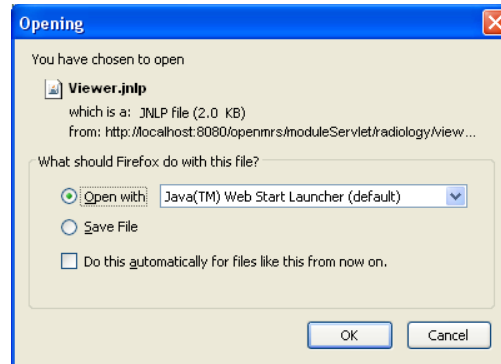 Opening
You have chosen to open
Viewer.jnlp
which is a: JNLP file (2.0 KB)
from: http://localhost:8080/openmrs/moduleServlet/radiology/view...
What should Firefox do with this file?
Open with Java(TM) Web Start Launcher (default)
Save File
Do this automatically for files like this from now on.
OK Cancel